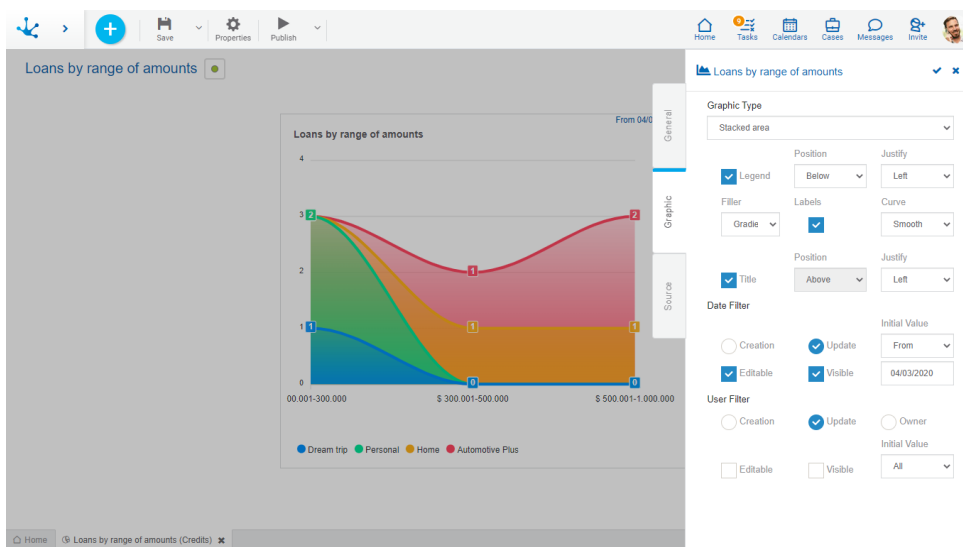 Save
Properties
Publish
Home
9
Tasks
Calendars
Cases
Messages
Invite
Loans by range of amounts
From 04/0
Loans by range of amounts
4
3
2
1
0
2
2
1
1
1
1
0
0
00.001-300.000
$ 300.001-500.000
$ 500.001-1.000.000
Dream trip
Personal
Home
Automotive Plus
General
Graphic
Source
Loans by range of amounts
Graphic Type
Stacked area
Position
Justify
Legend
Below
Left
Filler
Labels
Curve
Gradie
Smooth
Position
Justify
Title
Above
Left
Date Filter
Initial Value
Creation
Update
From
Editable
Visible
04/03/2020
User Filter
Creation
Update
Owner
Initial Value
Editable
Visible
All
Home
Loans by range of amounts (Credits)